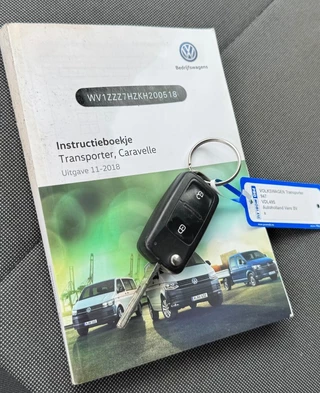 Bedrijfswagens
WV1ZZZ7HZKH200518
Instructieboekje
Transporter, Caravelle
Uitgave 11-2018
VOLKSWAGEN Transporter